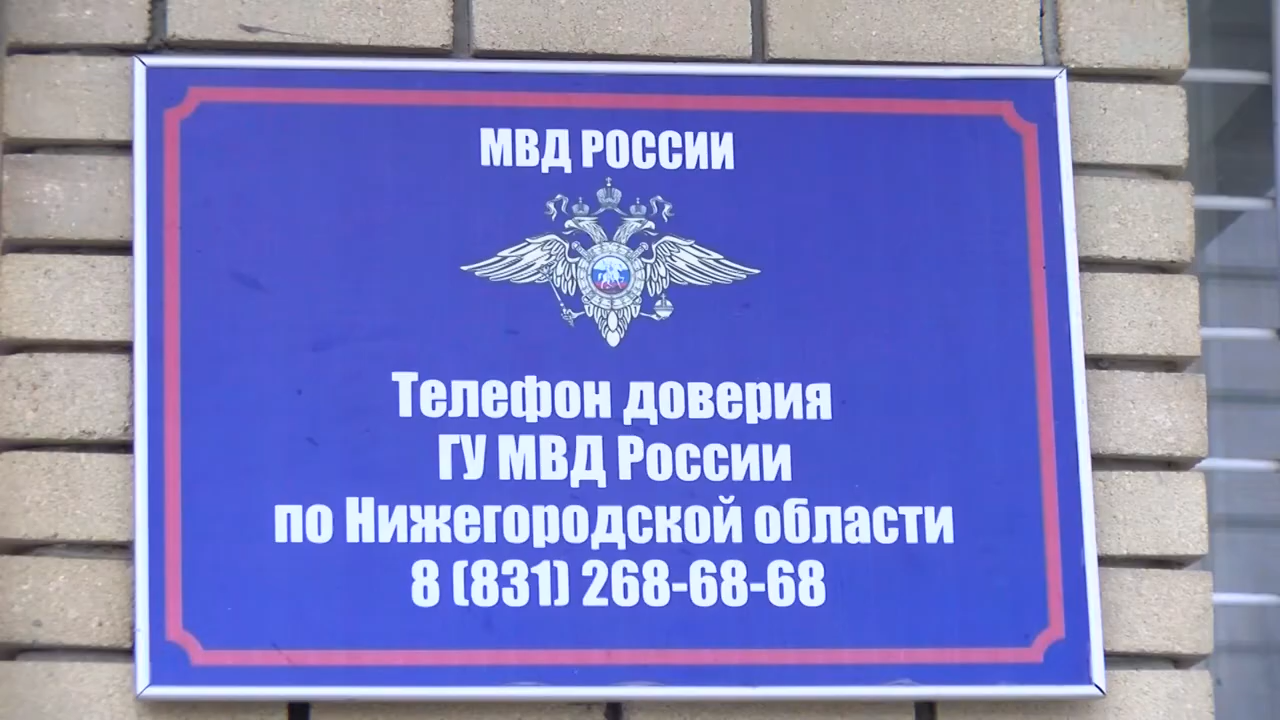 МВД РОССИИ
Телефон доверия
ГУ МВД России
по Нижегородской области
8 (831) 268-68-68